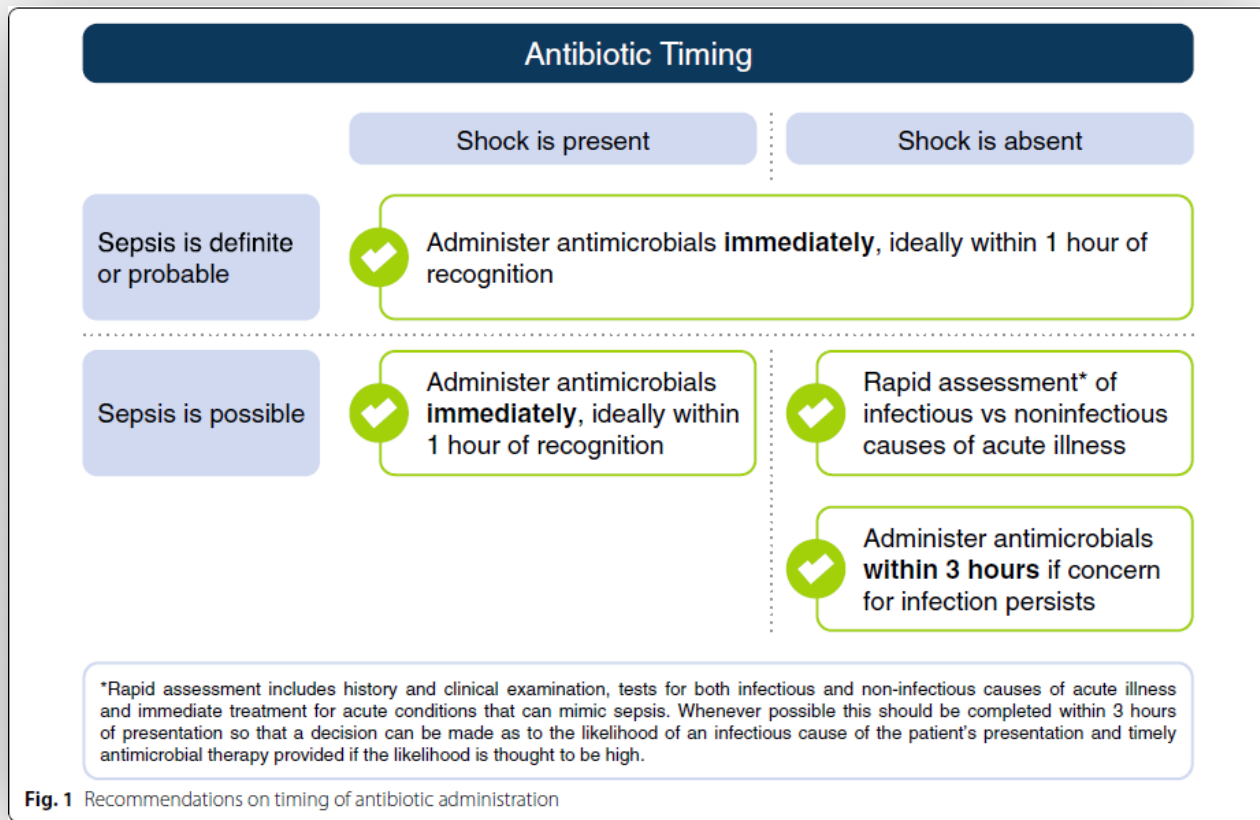 Antibiotic Timing
Shock is present
Shock is absent
Sepsis is definite
or probable
Administer antimicrobials immediately, ideally within 1 hour of
recognition
Sepsis is possible
Administer antimicrobials
immediately, ideally within
1 hour of recognition
Rapid assessment* of
infectious vs noninfectious
causes of acute illness
Administer antimicrobials
within 3 hours if concern
for infection persists
*Rapid assessment includes history and clinical examination, tests for both infectious and non-infectious causes of acute illness
and immediate treatment for acute conditions that can mimic sepsis. Whenever possible this should be completed within 3 hours
of presentation so that a decision can be made as to the likelihood of an infectious cause of the patient's presentation and timely
antimicrobial therapy provided if the likelihood is thought to be high.
Fig. 1 Recommendations on timing of antibiotic administration